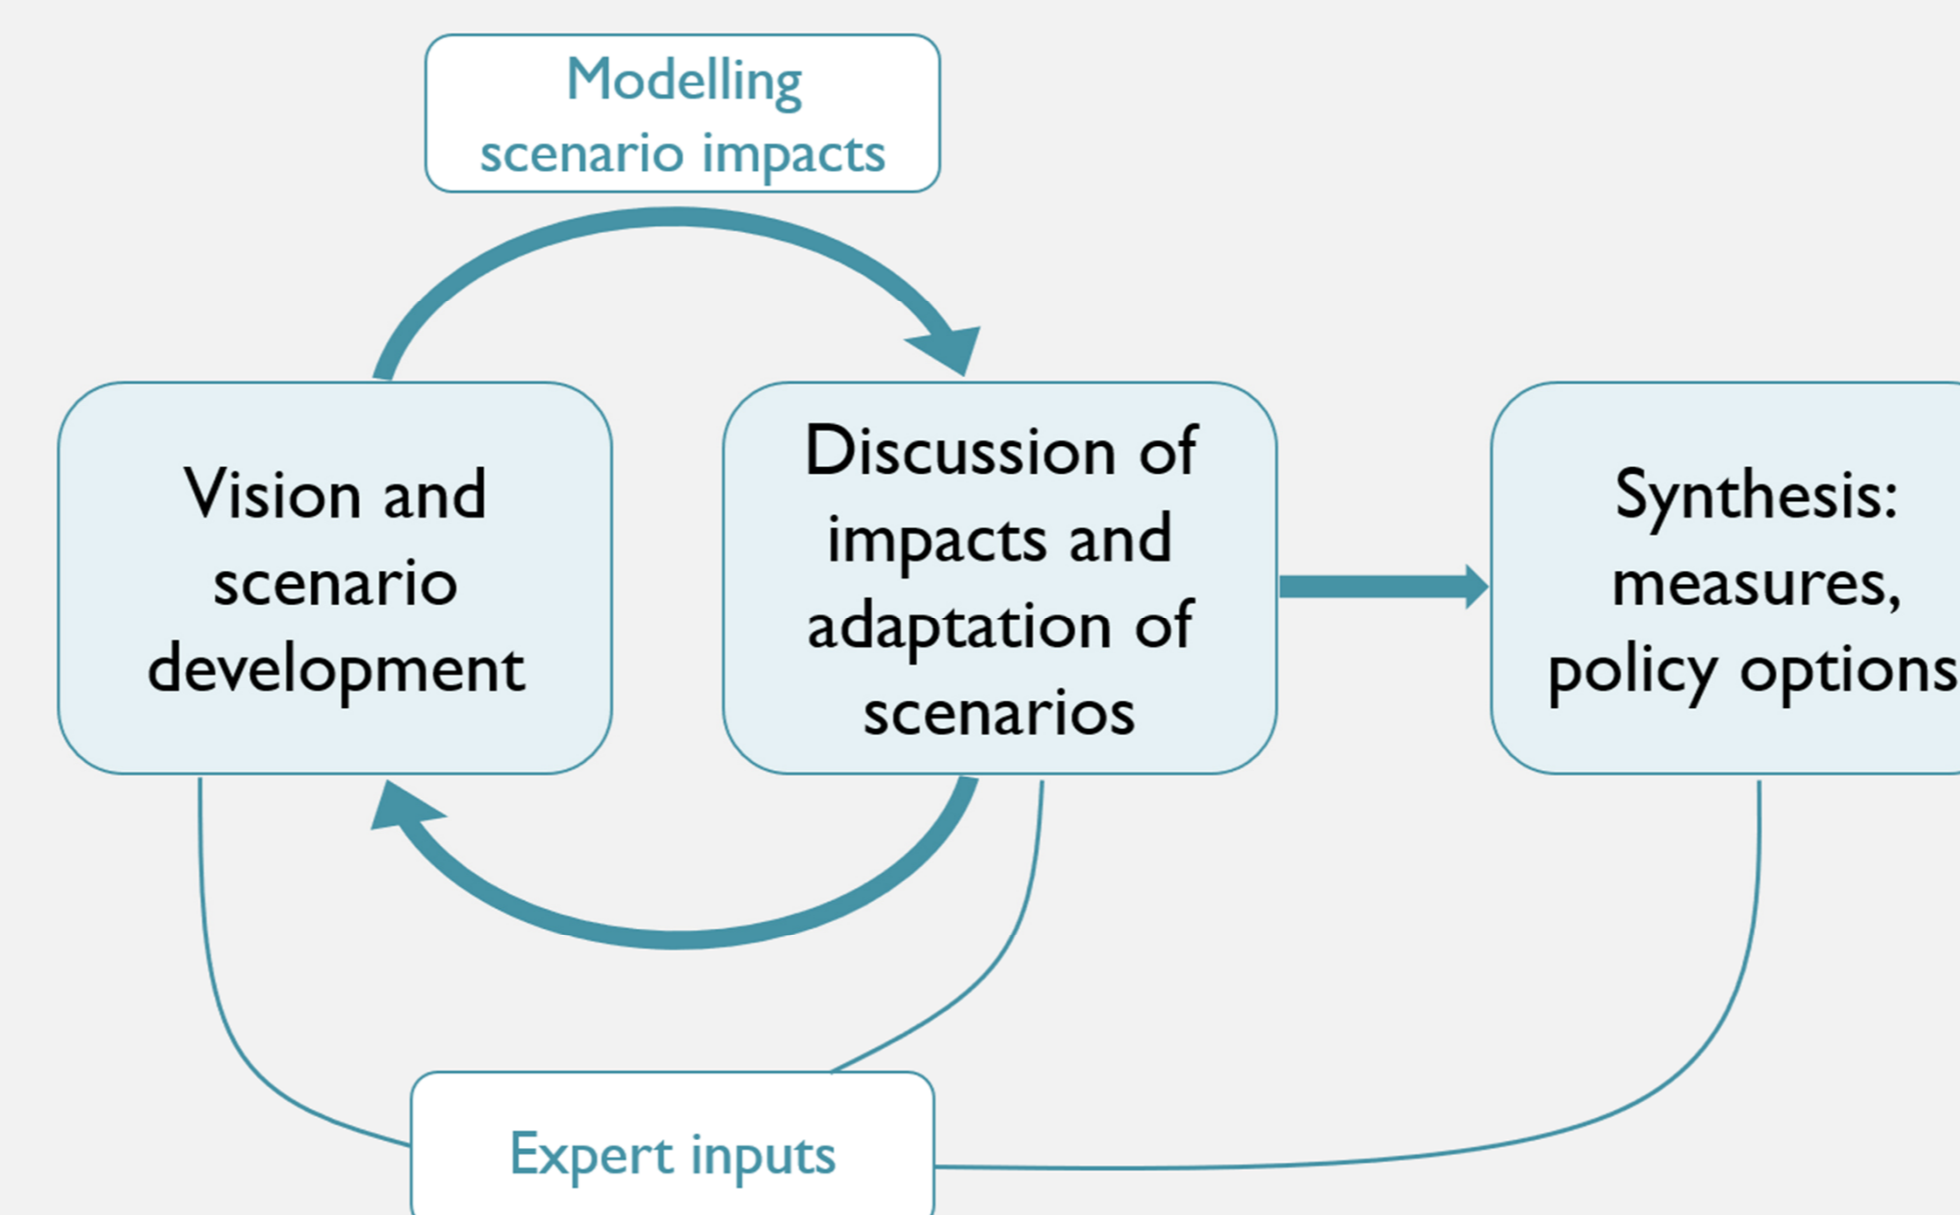 Modelling
scenario impacts
Vision and
scenario
development
Discussion of
impacts and
adaptation of
scenarios
Synthesis:
measures,
policy options
Expert inputs